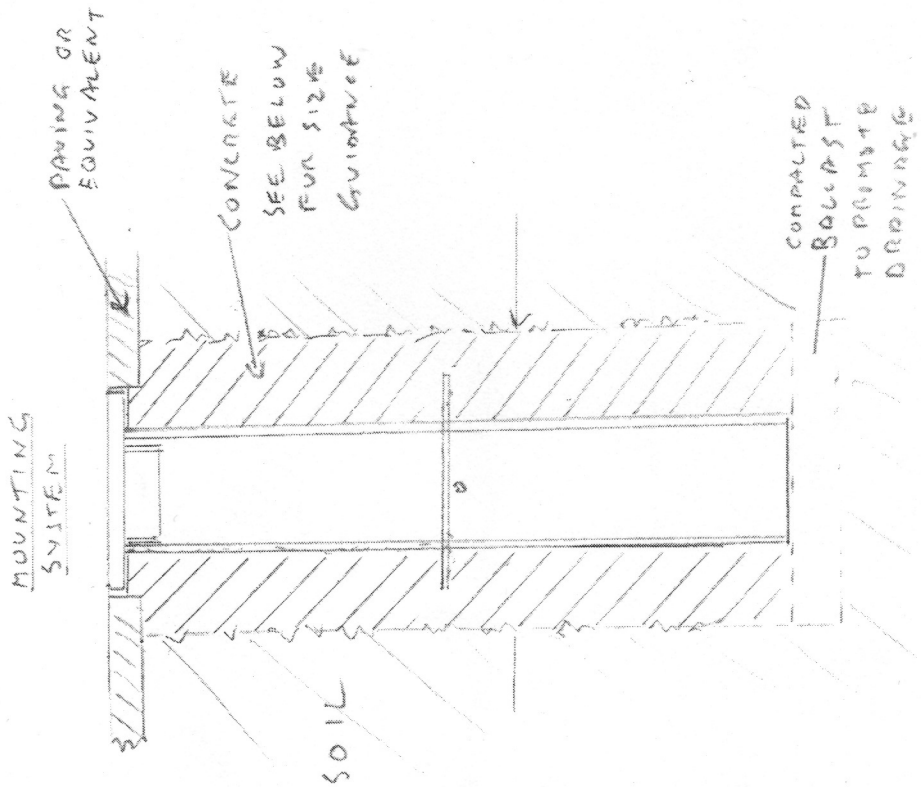 MOUNTING
SYSTEM
PAVING OR
EQUIVALENT
CONCRETE
SEE BELOW
FOR SIZE
GUIDANCE
SOIL
COMPACTED
BALLAST
TO PROMOTE
DRAINAGE